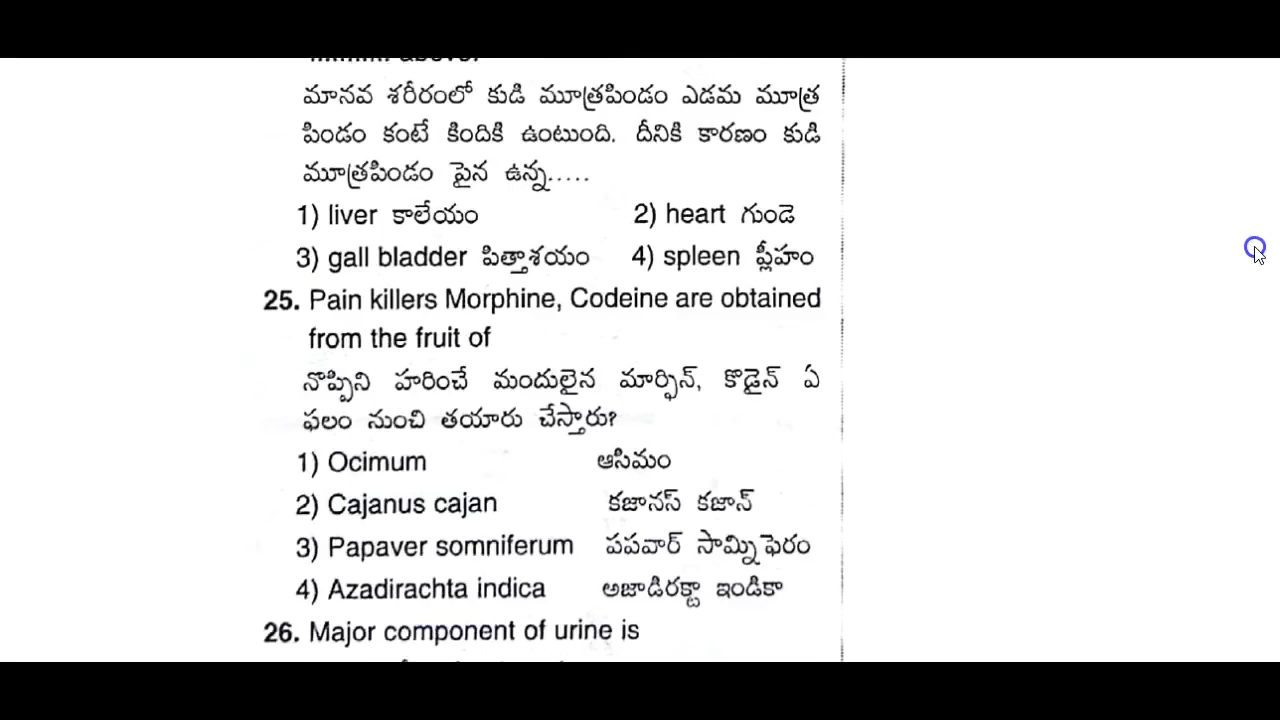 మానవ శరీరంలో కుడి మూత్రపిండం ఎడమ మూత్ర
పిండం కంటే కిందికి ఉంటుంది. దీనికి కారణం కుడి
మూత్రపిండం పైన ఉన్న.....
1) liver కాలేయం 2) heart గుండె
3) gall bladder పిత్తాశయం 4) spleen ప్లీహం
25. Pain killers Morphine, Codeine are obtained
from the fruit of
నొప్పిని హరించే మందులైన మార్ఫిన్, కొడైన్ ఏ
ఫలం నుంచి తయారు చేస్తారు?
1) Ocimum ఆసిమం
2) Cajanus cajan కజానస్ కజాన్
3) Papaver somniferum పపవార్ సామ్నిఫెరం
4) Azadirachta indica అజాడిరక్టా ఇండికా
26. Major component of urine is